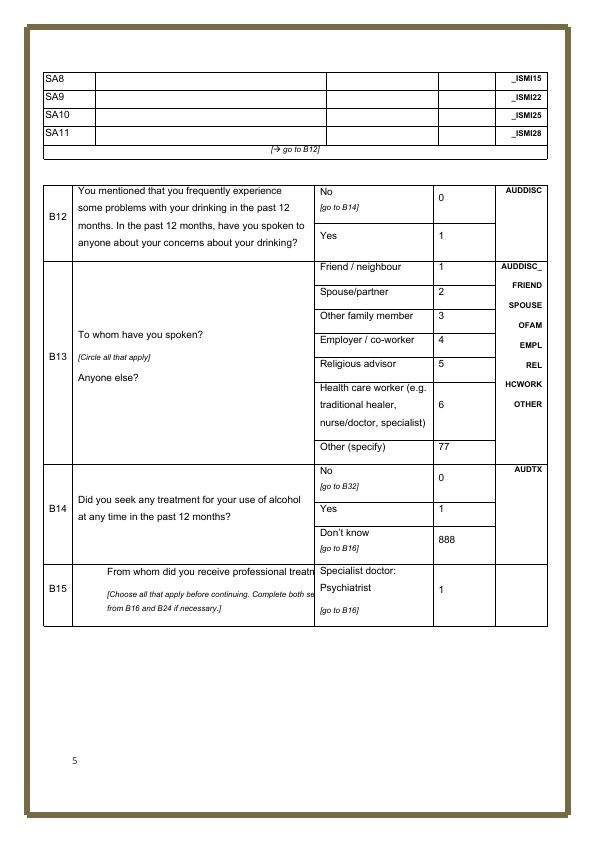 SA8 _ISMI15
SA9 _ISMI22
SA10 _ISMI25
SA11 _ISMI28
[→ go to B12]
B12
You mentioned that you frequently experience
some problems with your drinking in the past 12
months. In the past 12 months, have you spoken to
anyone about your concerns about your drinking?
No
[go to B14]
0
Yes
1
AUDDISC
B13
To whom have you spoken?
[Circle all that apply]
Anyone else?
Friend / neighbour
1
Spouse/partner
2
Other family member
3
Employer / co-worker
4
Religious advisor
5
Health care worker (e.g.
traditional healer,
nurse/doctor, specialist)
6
Other (specify)
77
AUDDISC_
FRIEND
SPOUSE
OFAM
EMPL
REL
HCWORK
OTHER
B14
Did you seek any treatment for your use of alcohol
at any time in the past 12 months?
No
[go to B32]
0
Yes
1
Don't know
[go to B16]
888
AUDTX
B15
From whom did you receive professional treatn
[Choose all that apply before continuing. Complete both se
from B16 and B24 if necessary.]
Specialist doctor:
Psychiatrist
[go to B16]
1
5